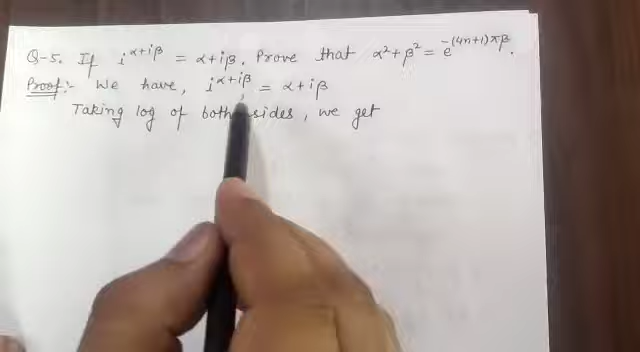 Q-5. If i^α+iβ = α+iβ. Prove that α²+β² = e^-(4n+1)πβ.
Proof:- We have, i^α+iβ = α+iβ
Taking log of both sides, we get